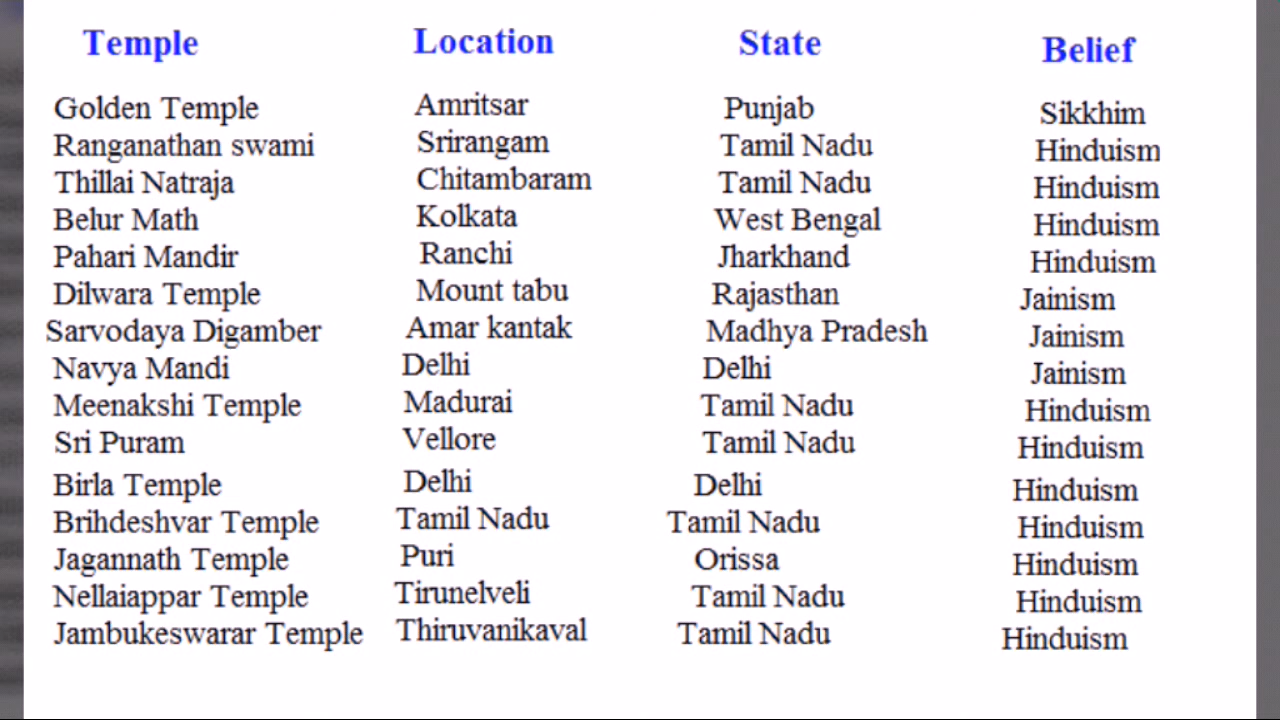 Temple Location State Belief
Golden Temple Amritsar Punjab Sikkhim
Ranganathan swami Srirangam Tamil Nadu Hinduism
Thillai Natraja Chitambaram Tamil Nadu Hinduism
Belur Math Kolkata West Bengal Hinduism
Pahari Mandir Ranchi Jharkhand Hinduism
Dilwara Temple Mount tabu Rajasthan Jainism
Sarvodaya Digamber Amar kantak Madhya Pradesh Jainism
Navya Mandi Delhi Delhi Jainism
Meenakshi Temple Madurai Tamil Nadu Hinduism
Sri Puram Vellore Tamil Nadu Hinduism
Birla Temple Delhi Delhi Hinduism
Brihdeshvar Temple Tamil Nadu Tamil Nadu Hinduism
Jagannath Temple Puri Orissa Hinduism
Nellaiappar Temple Tirunelveli Tamil Nadu Hinduism
Jambukeswarar Temple Thiruvanikaval Tamil Nadu Hinduism